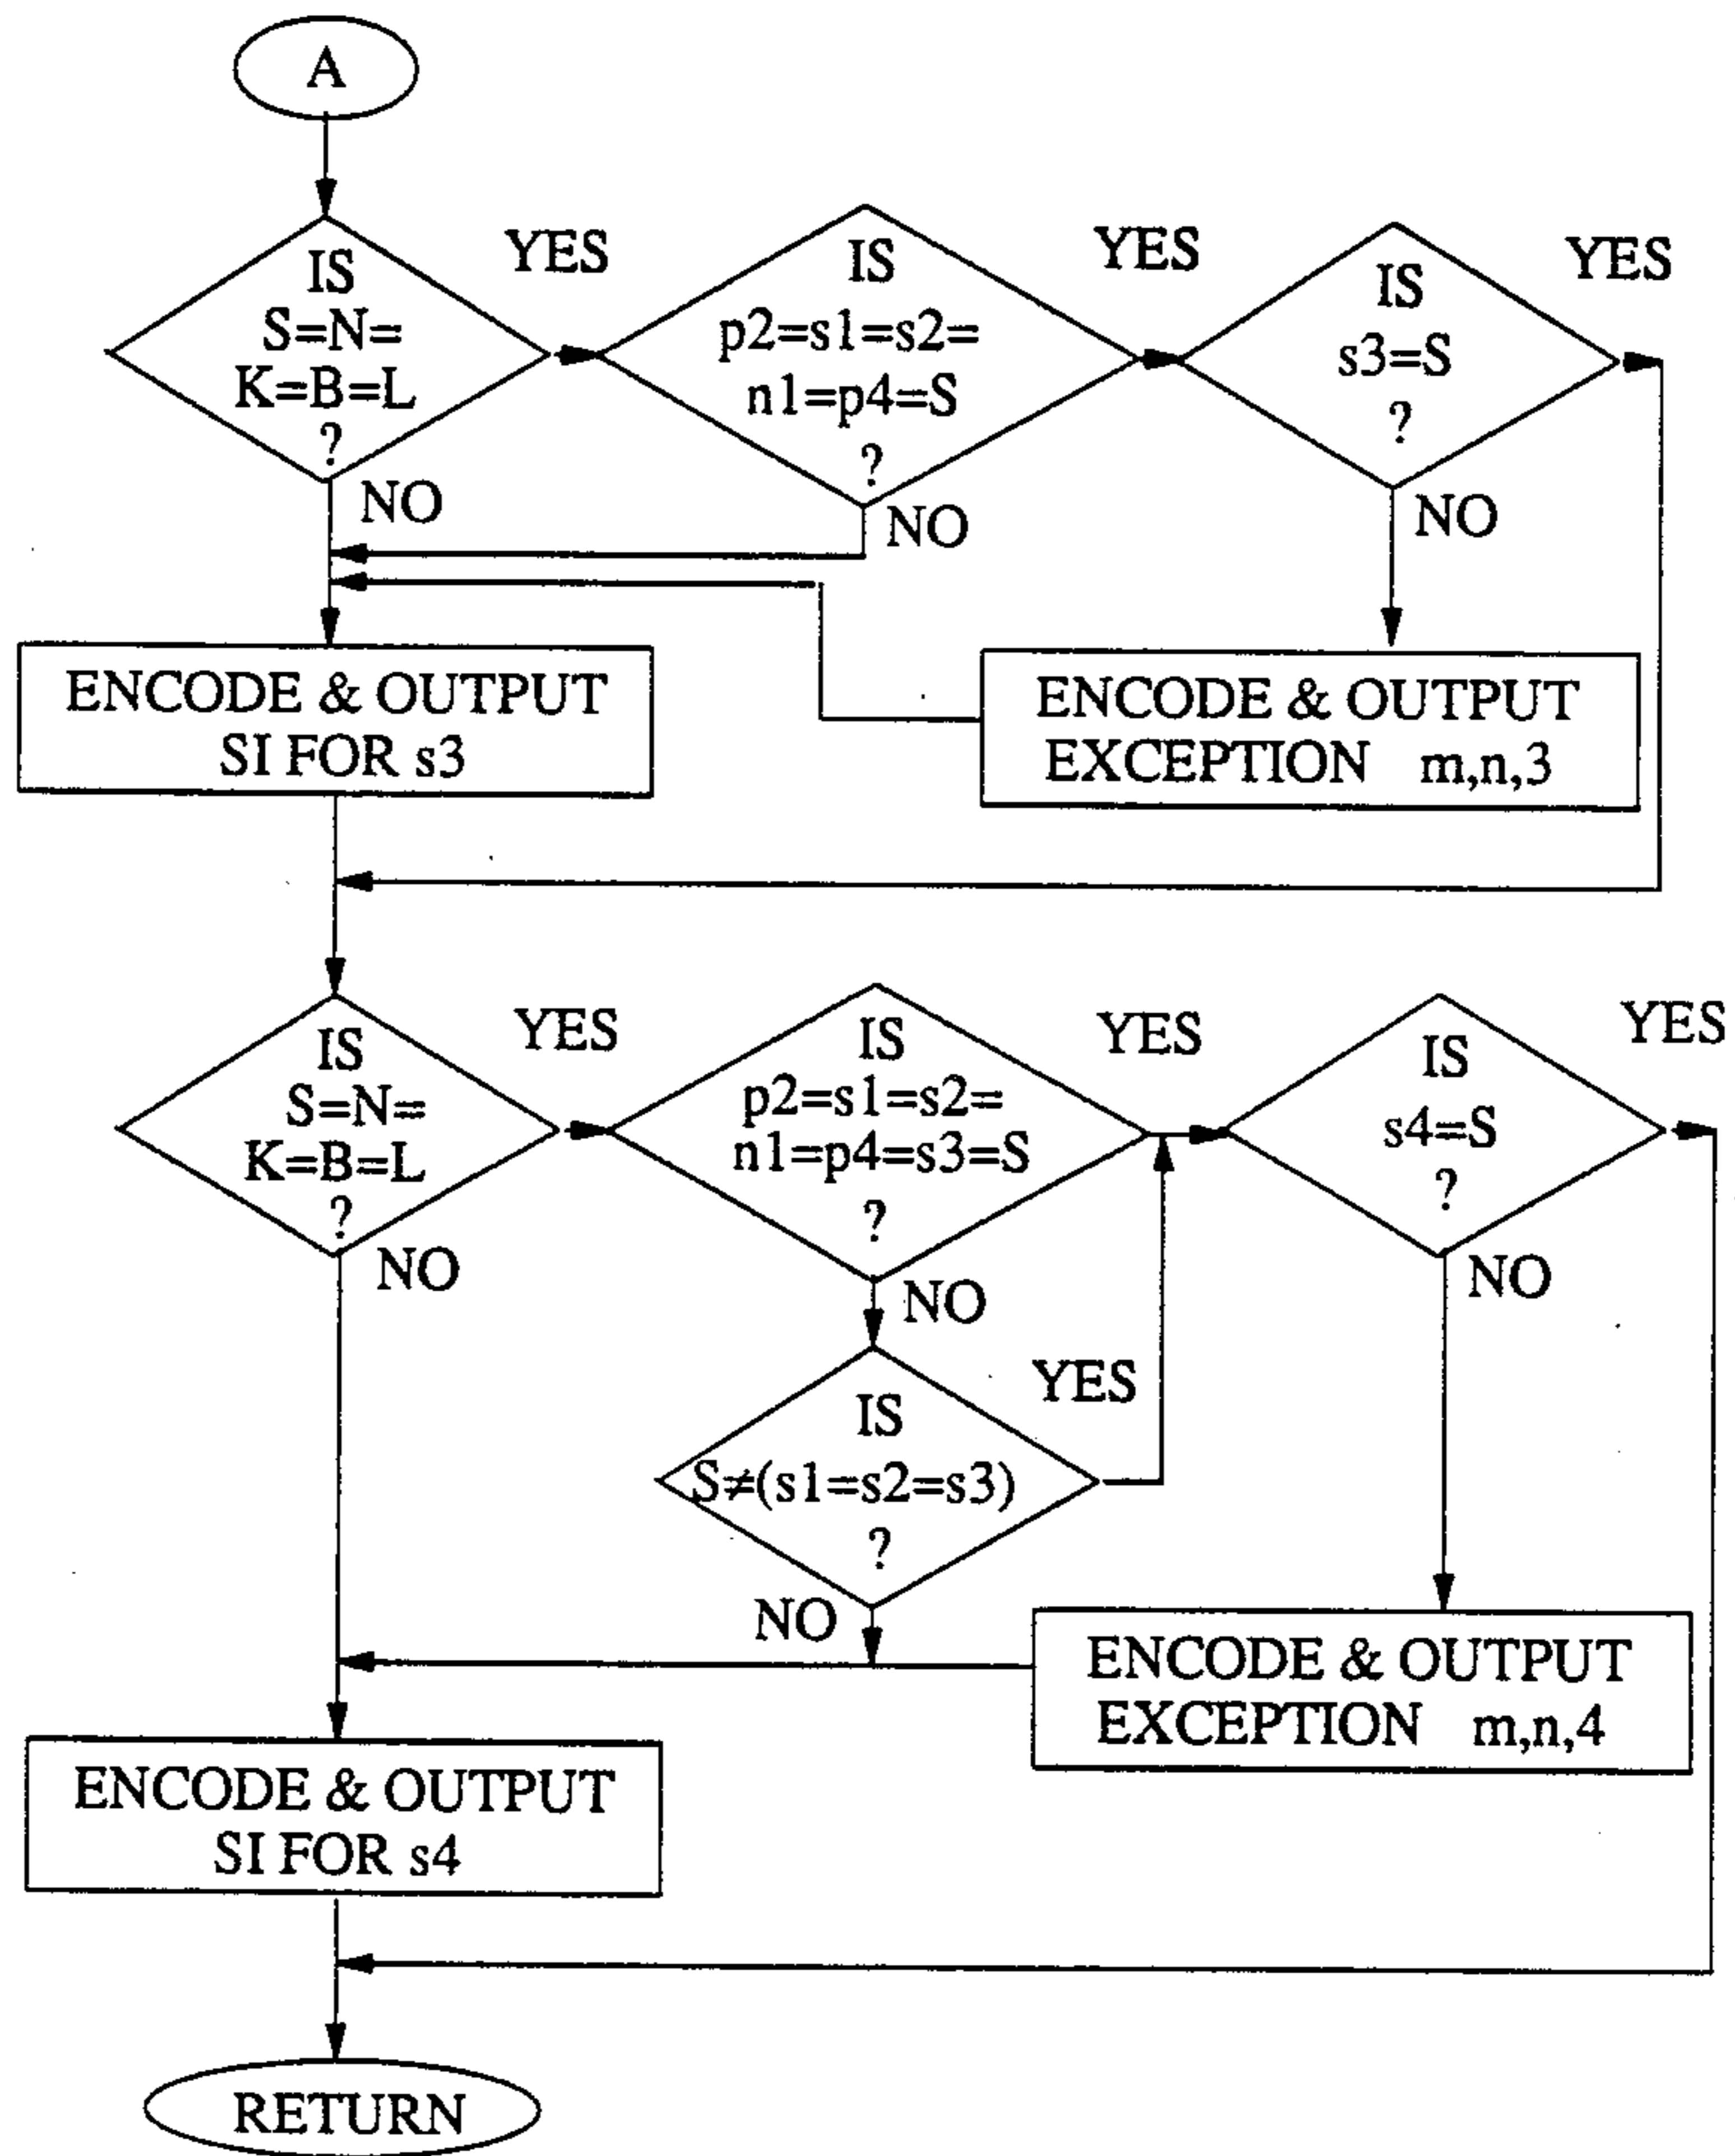 A
IS
S=N=
K=B=L
?
YES
NO
IS
p2=s1=s2=
n1=p4=S
?
YES
NO
IS
s3=S
?
YES
NO
ENCODE & OUTPUT
SI FOR s3
ENCODE & OUTPUT
EXCEPTION m,n,3
IS
S=N=
K=B=L
?
YES
NO
IS
p2=s1=s2=
n1=p4=s3=S
?
YES
NO
IS
s4=S
?
YES
NO
IS
S≠(s1=s2=s3)
?
YES
NO
ENCODE & OUTPUT
EXCEPTION m,n,4
ENCODE & OUTPUT
SI FOR s4
RETURN